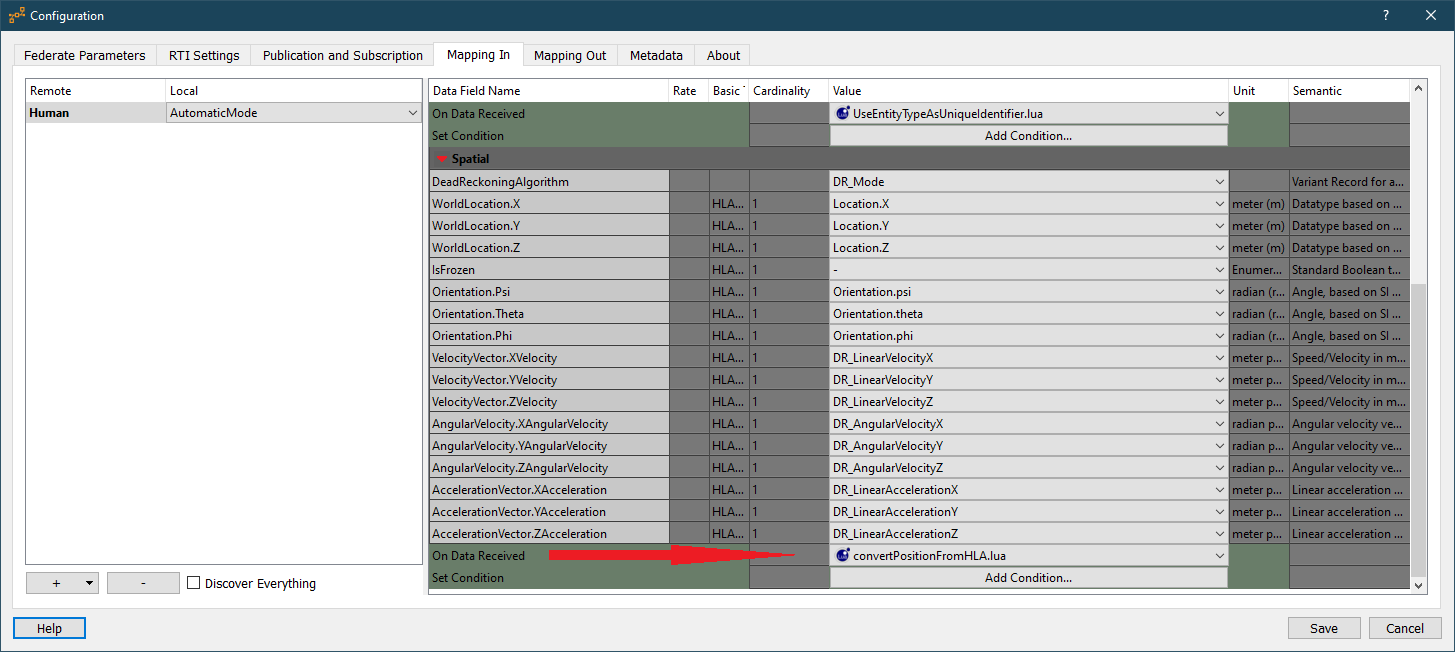 Configuration ? ×
Federate Parameters RTI Settings Publication and Subscription Mapping In Mapping Out Metadata About
Remote Local
Human AutomaticMode
Data Field Name Rate Basic Cardinality Value Unit Semantic
On Data Received UseEntityTypeAsUniqueIdentifier.lua
Set Condition Add Condition...
Spatial
DeadReckoningAlgorithm DR_Mode Variant Record for a...
WorldLocation.X HLA... 1 Location.X meter (m) Datatype based on ...
WorldLocation.Y HLA... 1 Location.Y meter (m) Datatype based on ...
WorldLocation.Z HLA... 1 Location.Z meter (m) Datatype based on ...
IsFrozen HLA... 1 - Enumer... Standard Boolean t...
Orientation.Psi HLA... 1 Orientation.psi radian (r... Angle, based on SI ...
Orientation.Theta HLA... 1 Orientation.theta radian (r... Angle, based on SI ...
Orientation.Phi HLA... 1 Orientation.phi radian (r... Angle, based on SI ...
VelocityVector.XVelocity HLA... 1 DR_LinearVelocityX meter p... Speed/Velocity in m...
VelocityVector.YVelocity HLA... 1 DR_LinearVelocityY meter p... Speed/Velocity in m...
VelocityVector.ZVelocity HLA... 1 DR_LinearVelocityZ meter p... Speed/Velocity in m...
AngularVelocity.XAngularVelocity HLA... 1 DR_AngularVelocityX radian p... Angular velocity ve...
AngularVelocity.YAngularVelocity HLA... 1 DR_AngularVelocityY radian p... Angular velocity ve...
AngularVelocity.ZAngularVelocity HLA... 1 DR_AngularVelocityZ radian p... Angular velocity ve...
AccelerationVector.XAcceleration HLA... 1 DR_LinearAccelerationX meter p... Linear acceleration ...
AccelerationVector.YAcceleration HLA... 1 DR_LinearAccelerationY meter p... Linear acceleration ...
AccelerationVector.ZAcceleration HLA... 1 DR_LinearAccelerationZ meter p... Linear acceleration ...
On Data Received convertPositionFromHLA.lua
Set Condition Add Condition...
+ - Discover Everything
Help Save Cancel